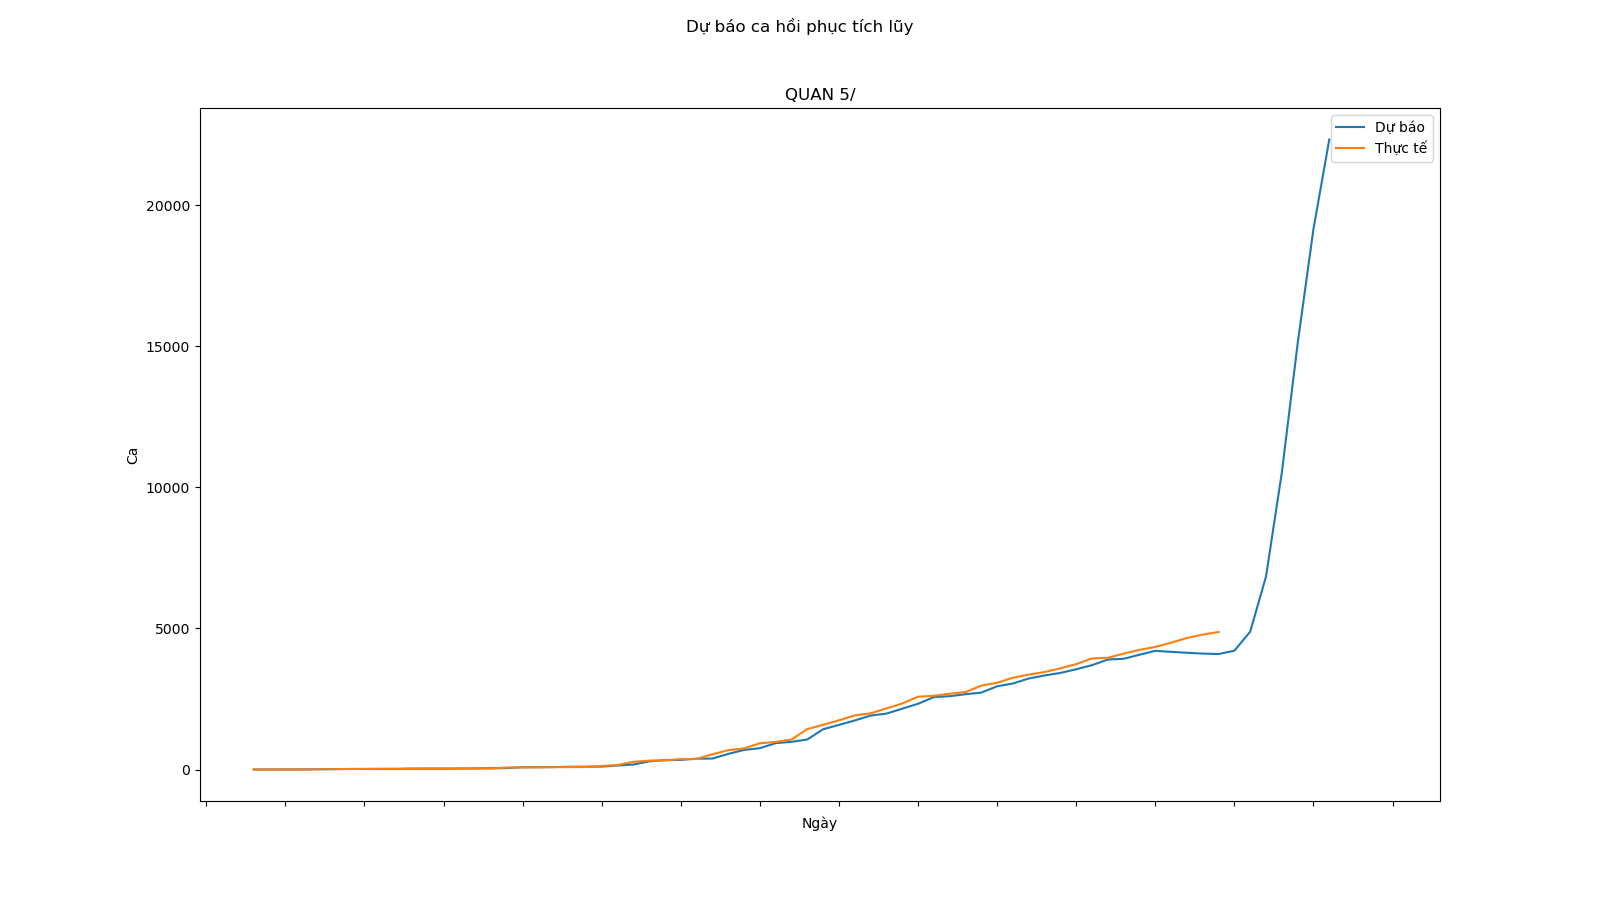 Dự báo ca hồi phục tích lũy
QUAN 5/
Dự báo
Thực tế
20000
15000
10000
5000
0
Ca
Ngày